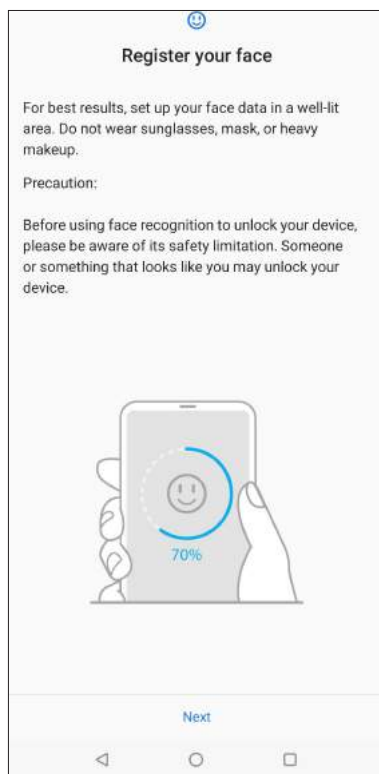 Register your face
For best results, set up your face data in a well-lit
area. Do not wear sunglasses, mask, or heavy
makeup.
Precaution:
Before using face recognition to unlock your device,
please be aware of its safety limitation. Someone
or something that looks like you may unlock your
device.
70%
Next